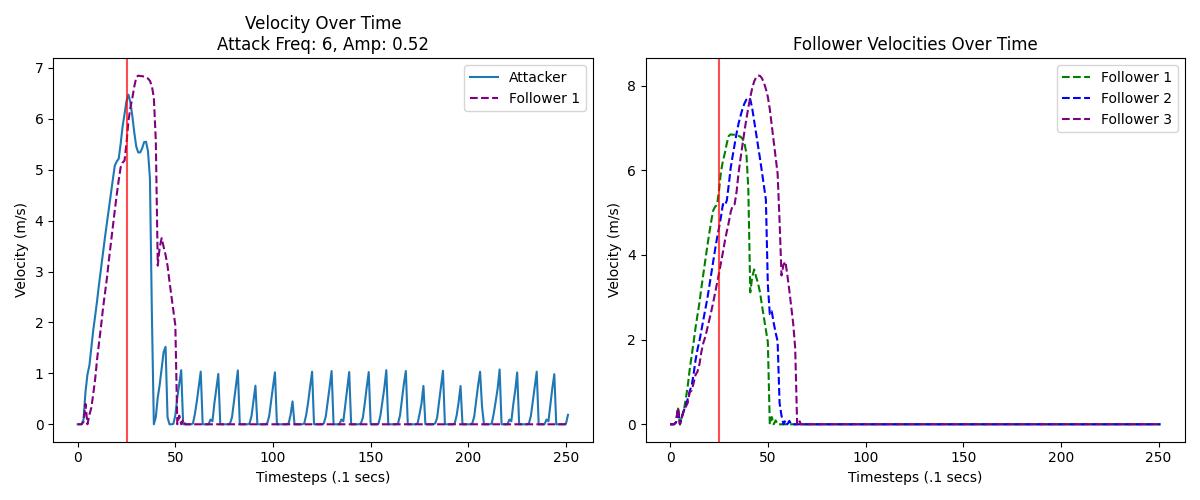 Velocity Over Time
Attack Freq: 6, Amp: 0.52
Velocity (m/s)
7
6
5
4
3
2
1
0
Attacker
Follower 1
0 50 100 150 200 250
Timesteps (.1 secs)
Follower Velocities Over Time
Velocity (m/s)
8
6
4
2
0
Follower 1
Follower 2
Follower 3
0 50 100 150 200 250
Timesteps (.1 secs)